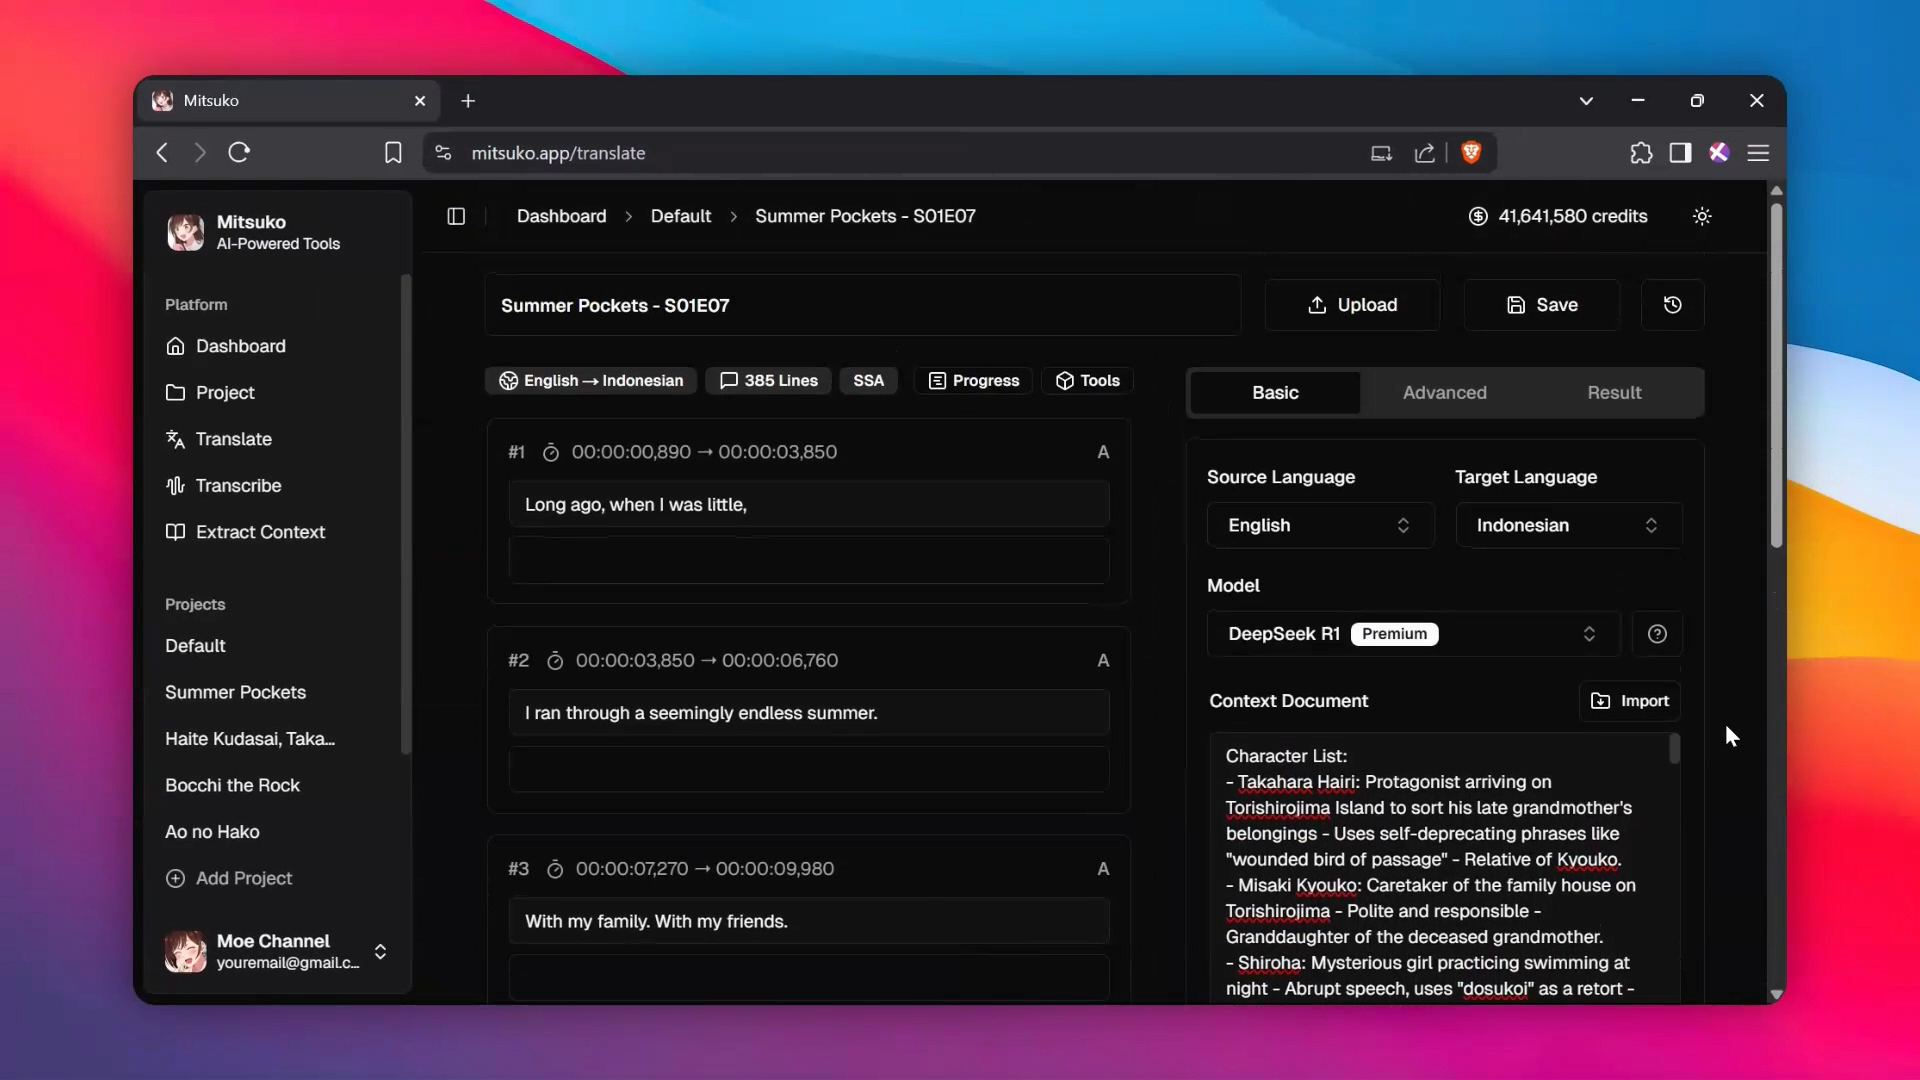 Mitsuko
mitsuko.app/translate
Mitsuko
AI-Powered Tools
Platform
Dashboard
Project
Translate
Transcribe
Extract Context
Projects
Default
Summer Pockets
Haite Kudasai, Taka...
Bocchi the Rock
Ao no Hako
Add Project
Moe Channel
youremail@gmail.c...
Dashboard > Default > Summer Pockets - S01E07
41,641,580 credits
Summer Pockets - S01E07
Upload
Save
English → Indonesian
385 Lines
SSA
Progress
Tools
#1 00:00:00,890 → 00:00:03,850 A
Long ago, when I was little,
#2 00:00:03,850 → 00:00:06,760 A
I ran through a seemingly endless summer.
#3 00:00:07,270 → 00:00:09,980 A
With my family. With my friends.
Basic
Advanced
Result
Source Language
Target Language
English
Indonesian
Model
DeepSeek R1 Premium
Context Document
Import
Character List:
- Takahara Hairi: Protagonist arriving on
Torishirojima Island to sort his late grandmother's
belongings - Uses self-deprecating phrases like
"wounded bird of passage" - Relative of Kyouko.
- Misaki Kyouko: Caretaker of the family house on
Torishirojima - Polite and responsible -
Granddaughter of the deceased grandmother.
- Shiroha: Mysterious girl practicing swimming at
night - Abrupt speech, uses "dosukoi" as a retort -